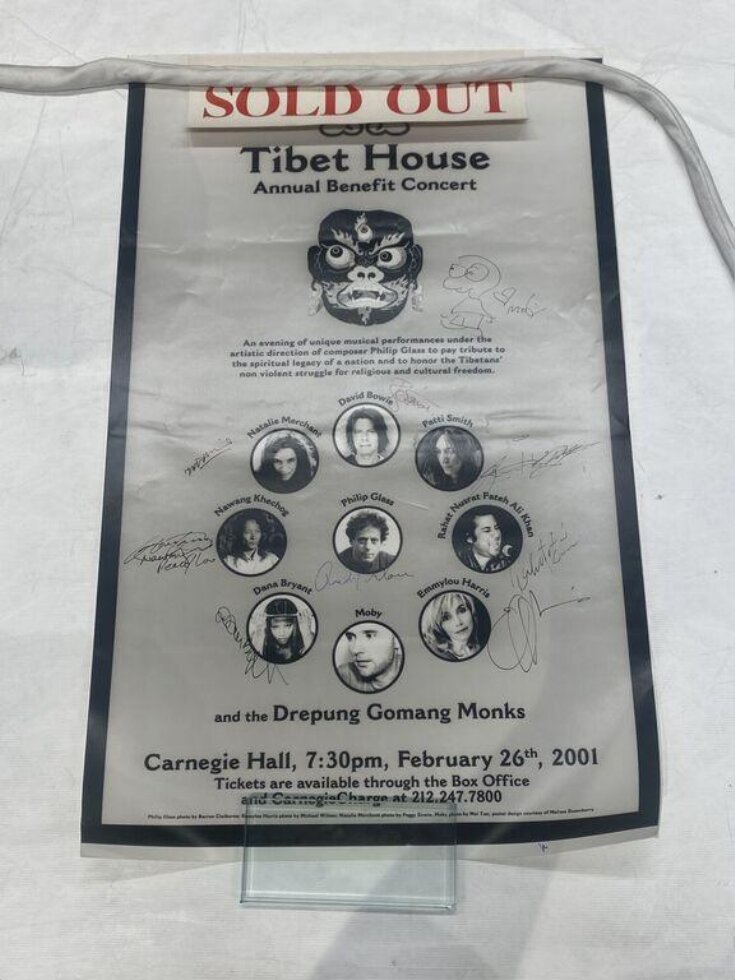 SOLD OUT
Tibet House
Annual Benefit Concert
An evening of unique musical performances under the
artistic direction of composer Philip Glass to pay tribute to
the spiritual legacy of a nation and to honor the Tibetans'
non violent struggle for religious and cultural freedom.
David Bowie
Natalie Merchant
Patti Smith
Nawang Khechog
Philip Glass
Rahat Nusrat Fateh Ali Khan
Dana Bryant
Moby
Emmylou Harris
and the Drepung Gomang Monks
Carnegie Hall, 7:30pm, February 26th, 2001
Tickets are available through the Box Office
and CarnegieCharge at 212.247.7800